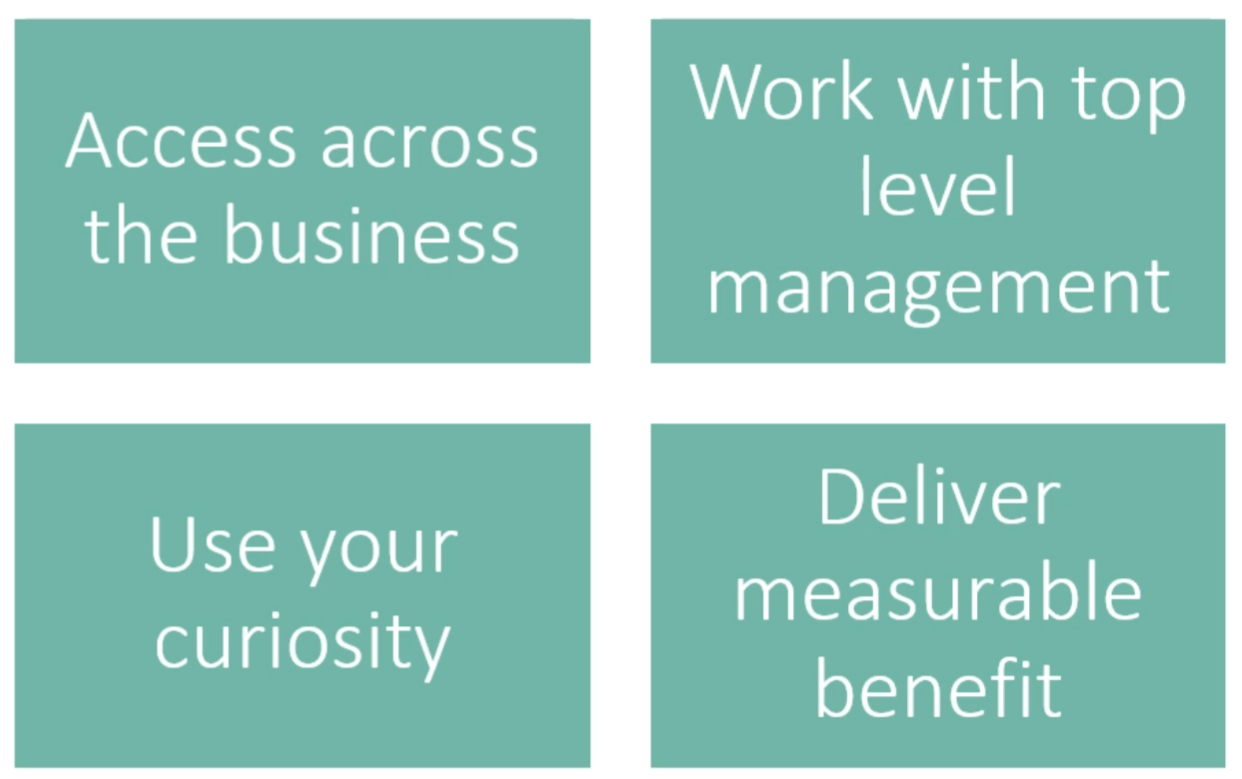 Access across
the business
Work with top
level
management
Use your
curiosity
Deliver
measurable
benefit